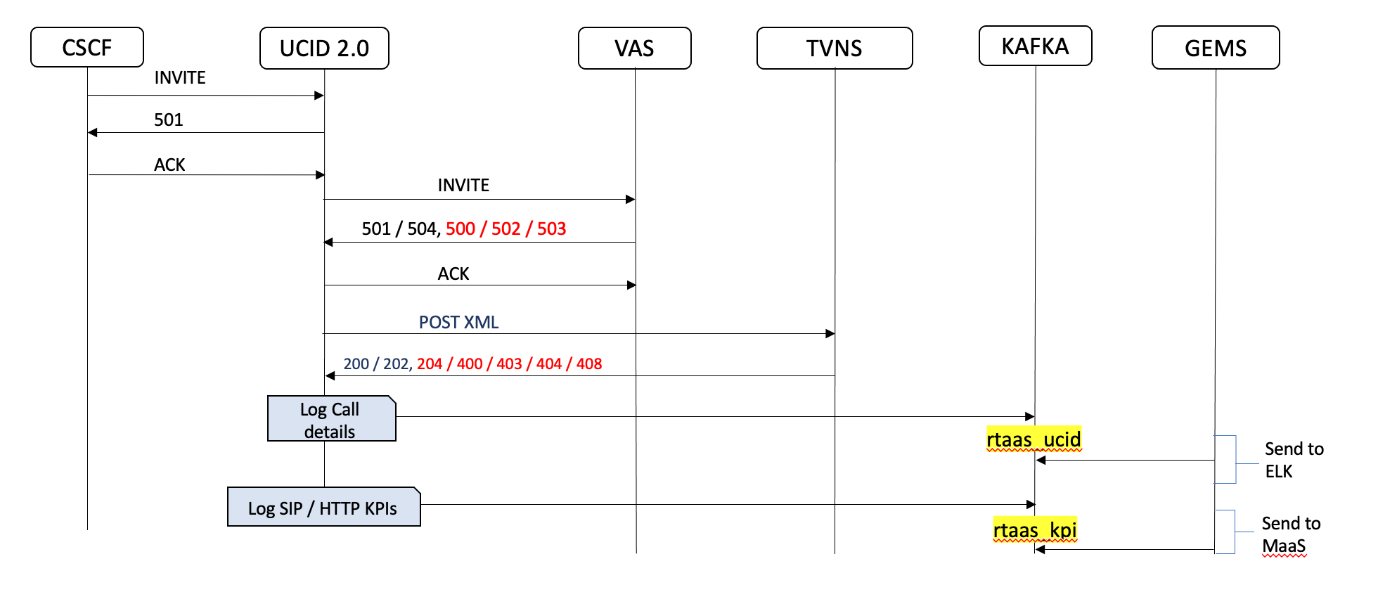 CSCF
UCID 2.0
VAS
TVNS
KAFKA
GEMS
INVITE
501
ACK
INVITE
501 / 504, 500 / 502 / 503
ACK
POST XML
200 / 202, 204 / 400 / 403 / 404 / 408
Log Call
details
rtaas_ucid
Send to
ELK
Log SIP / HTTP KPIs
rtaas_kpi
Send to
MaaS